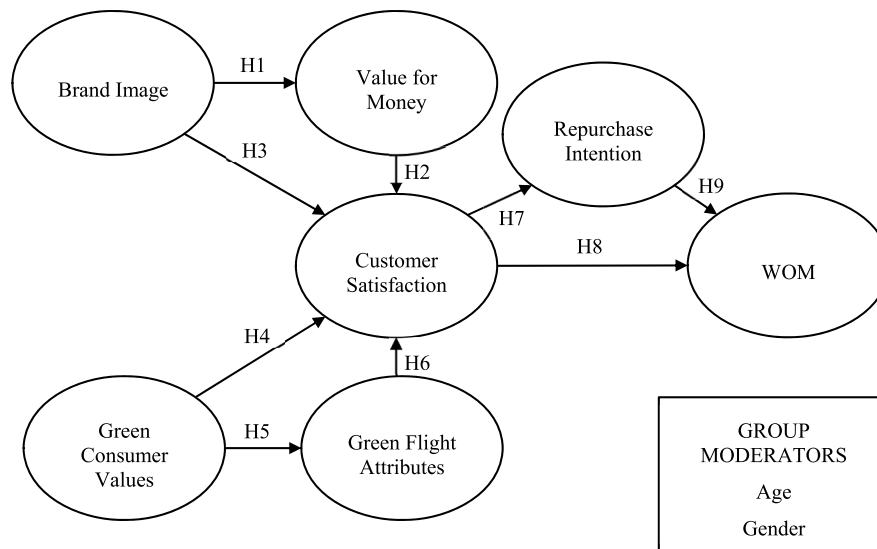 Brand Image
H1
Value for
Money
H3
H2
Repurchase
Intention
H7
H9
Customer
Satisfaction
H8
WOM
H4
H6
Green
Consumer
Values
H5
Green Flight
Attributes
GROUP
MODERATORS
Age
Gender